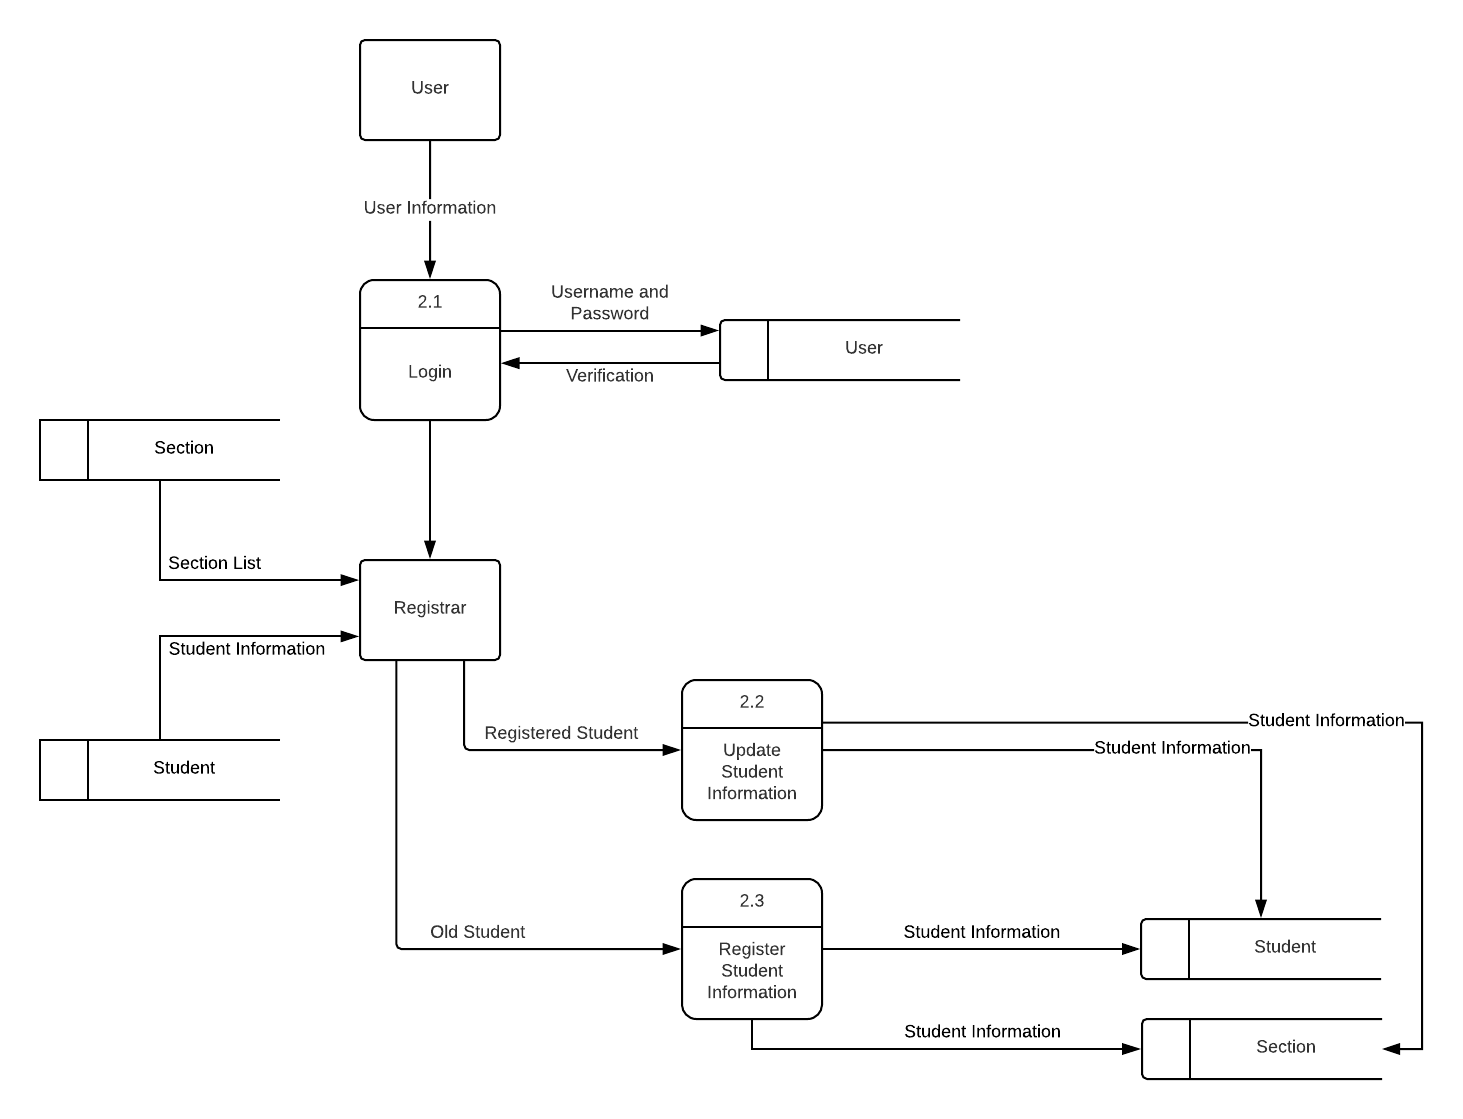 User
User Information
2.1
Login
Username and
Password
Verification
User
Section
Section List
Registrar
Student Information
Student
Registered Student
2.2
Update
Student
Information
Student Information
Student Information
Old Student
2.3
Register
Student
Information
Student Information
Student
Student Information
Section